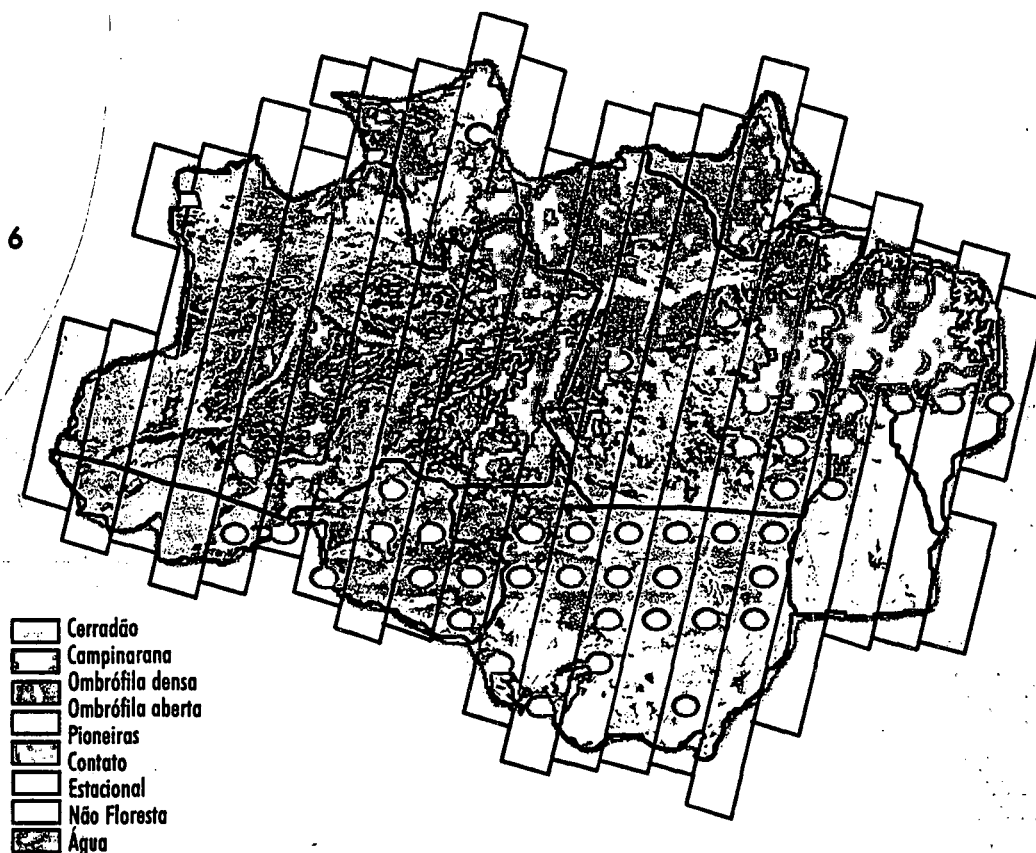 6
Cerradão
Campinarana
Ombrófila densa
Ombrófila aberta
Pioneiras
Contato
Estacional
Não Floresta
Água